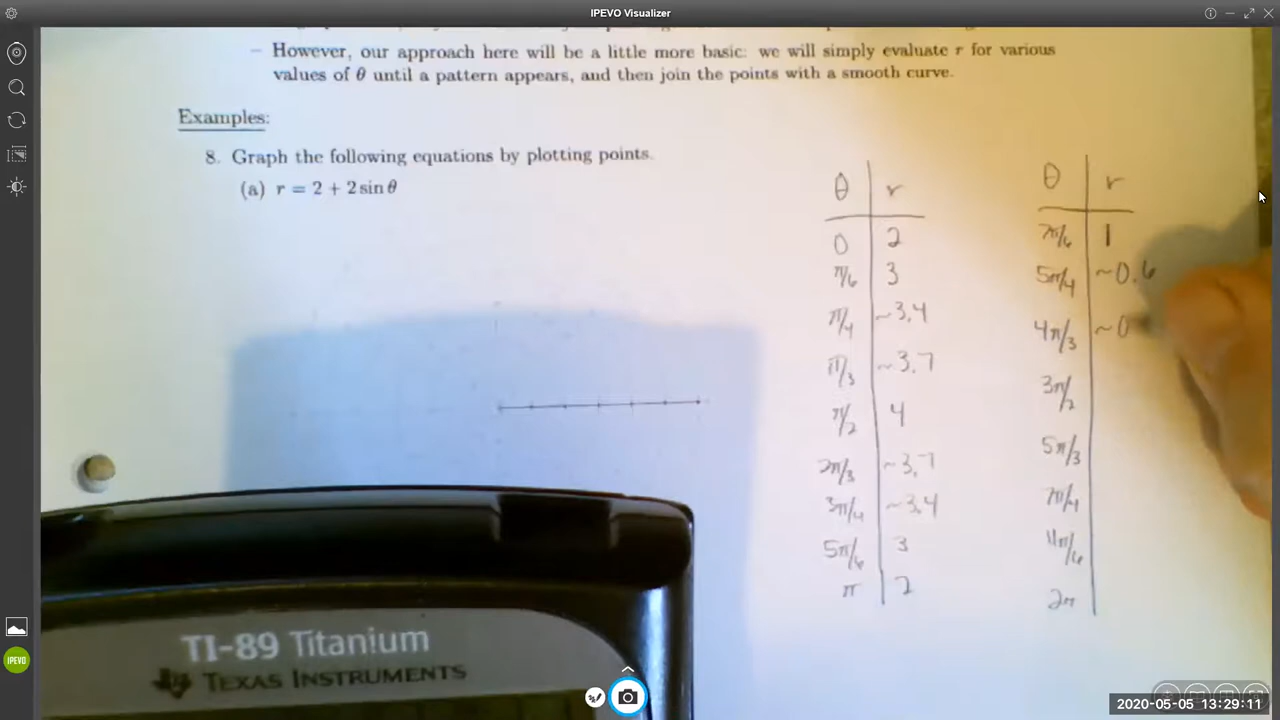 IPEVO Visualizer
– However, our approach here will be a little more basic: we will simply evaluate r for various
values of θ until a pattern appears, and then join the points with a smooth curve.
Examples:
8. Graph the following equations by plotting points.
(a) r = 2 + 2 sin θ
θ r
0 2
π/6 3
π/4 ~3.4
π/3 ~3.7
π/2 4
2π/3 ~3.7
3π/4 ~3.4
5π/6 3
π 2
θ r
7π/6 1
5π/4 ~0.6
4π/3 ~0
3π/2
5π/3
7π/4
11π/6
2π
TI-89 Titanium
TEXAS INSTRUMENTS
IPEVO
2020-05-05 13:29:11